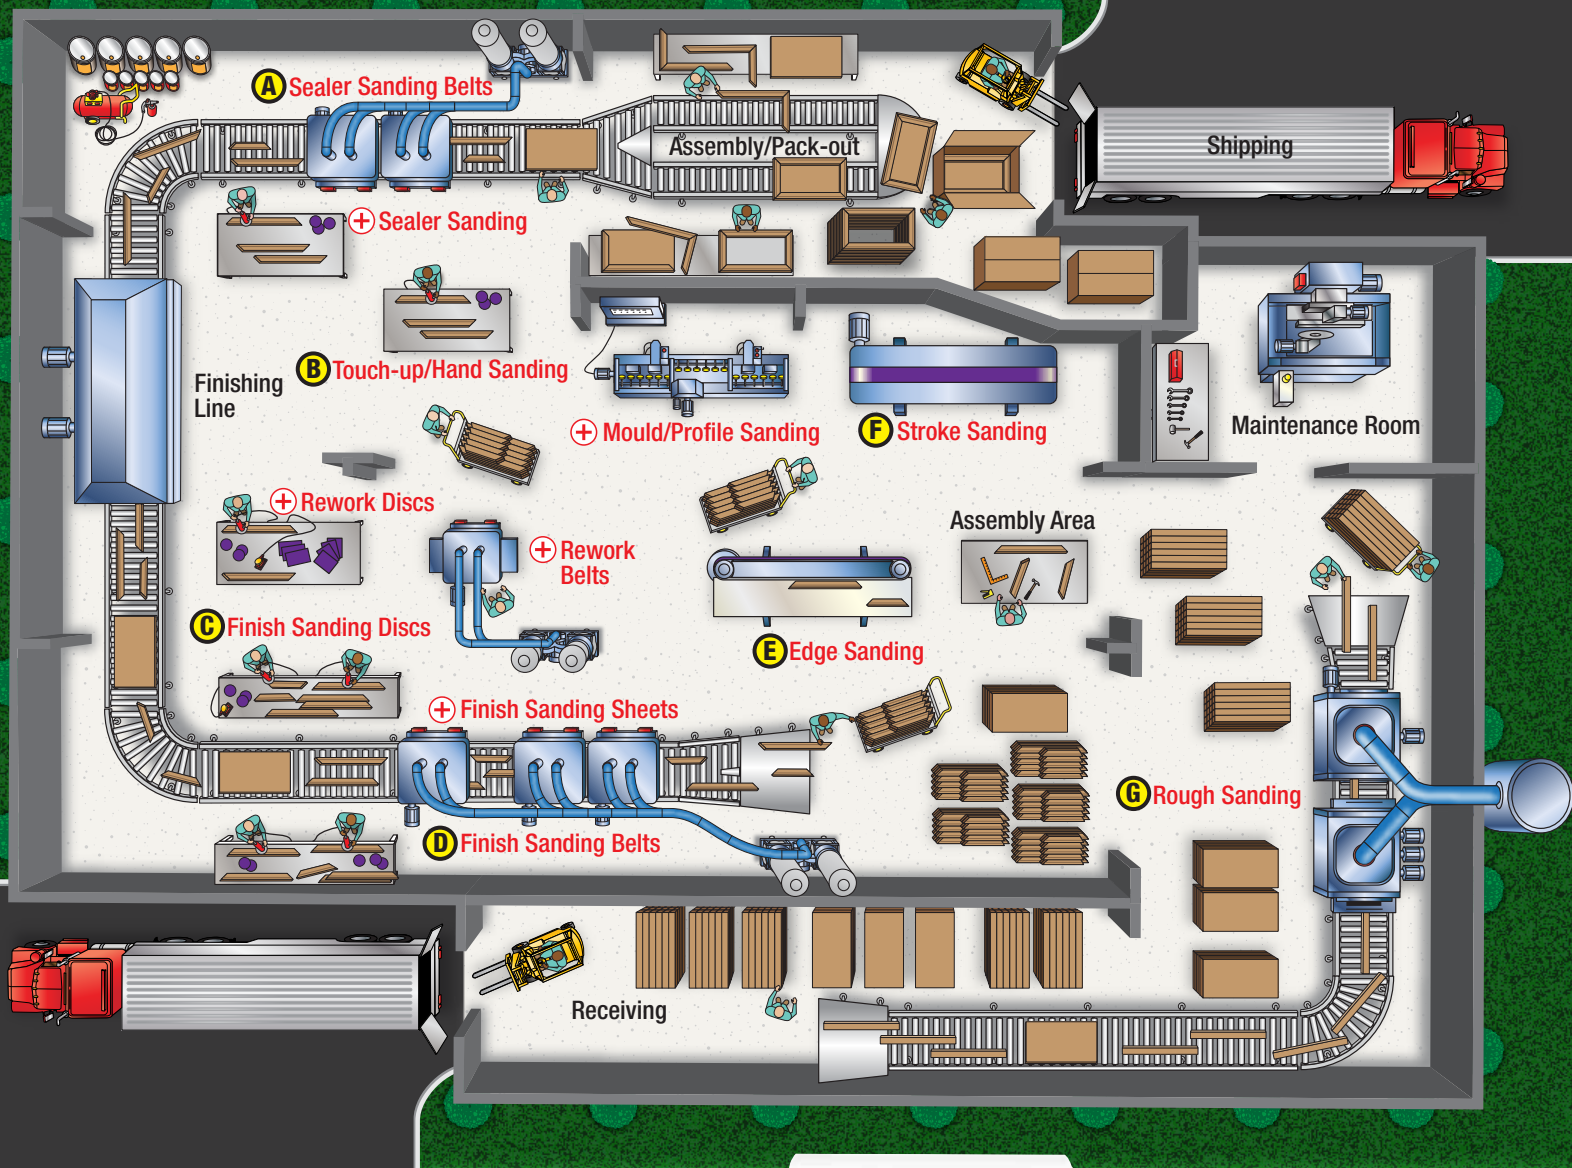 A Sealer Sanding Belts
Assembly/Pack-out
Shipping
+ Sealer Sanding
B Touch-up/Hand Sanding
Finishing
Line
+ Mould/Profile Sanding
F Stroke Sanding
Maintenance Room
+ Rework Discs
Assembly Area
+ Rework
Belts
C Finish Sanding Discs
E Edge Sanding
+ Finish Sanding Sheets
G Rough Sanding
D Finish Sanding Belts
Receiving